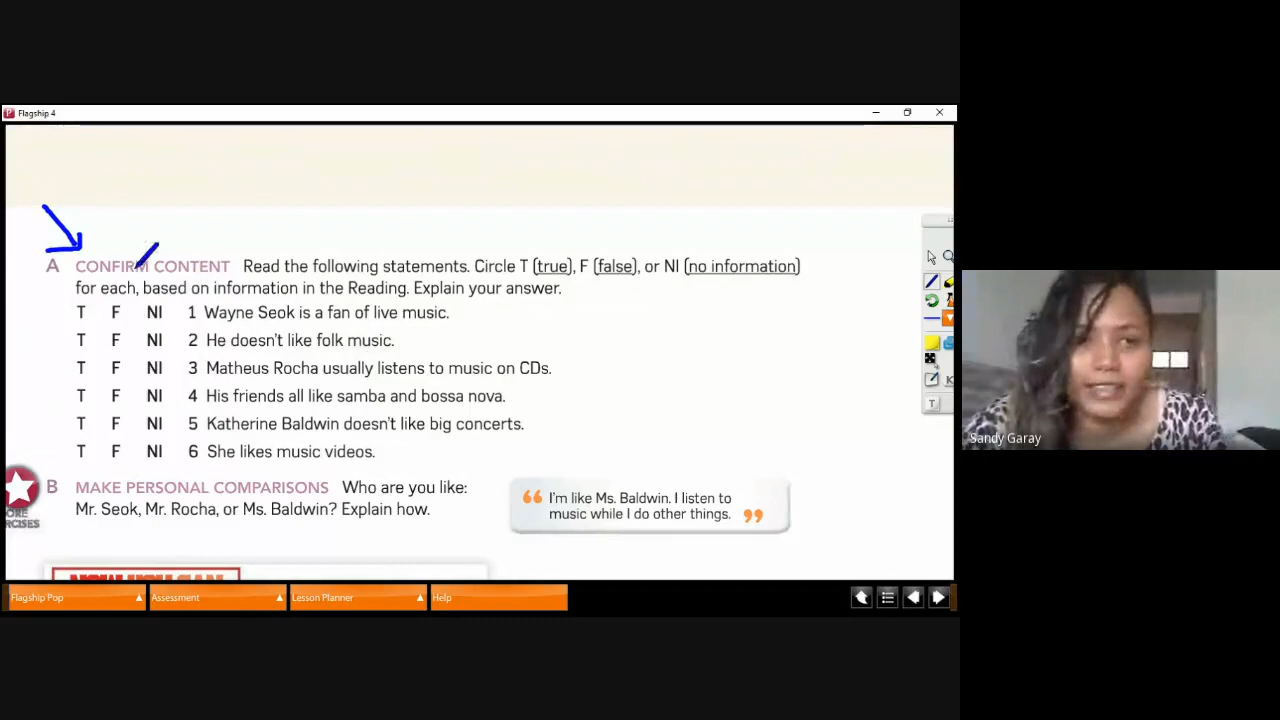 Flagship 4
A CONFIRM CONTENT Read the following statements. Circle T (true), F (false), or NI (no information)
for each, based on information in the Reading. Explain your answer.
T F NI 1 Wayne Seok is a fan of live music.
T F NI 2 He doesn't like folk music.
T F NI 3 Matheus Rocha usually listens to music on CDs.
T F NI 4 His friends all like samba and bossa nova.
T F NI 5 Katherine Baldwin doesn't like big concerts.
T F NI 6 She likes music videos.
B MAKE PERSONAL COMPARISONS Who are you like:
Mr. Seok, Mr. Rocha, or Ms. Baldwin? Explain how.
“ I'm like Ms. Baldwin. I listen to
music while I do other things. ”
Flagship Pop Assessment Lesson Planner Help
T
Sandy Garay